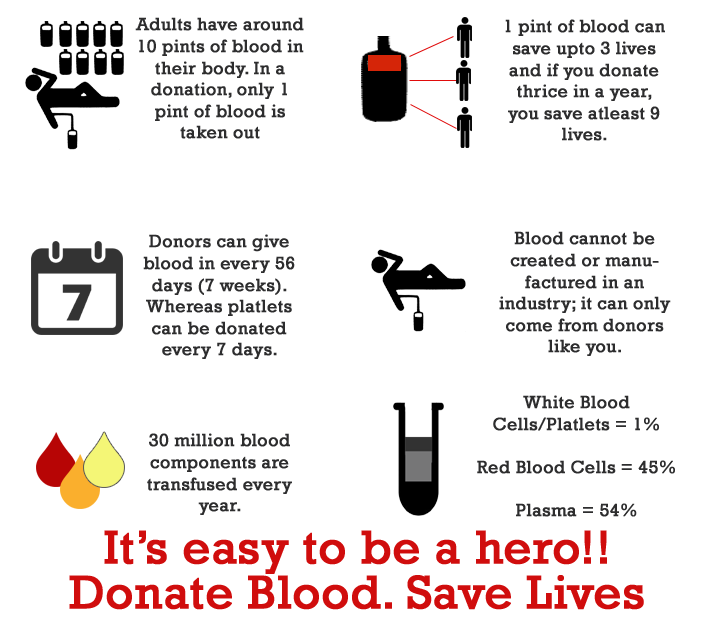 Adults have around
10 pints of blood in
their body. In a
donation, only 1
pint of blood is
taken out
1 pint of blood can
save upto 3 lives
and if you donate
thrice in a year,
you save atleast 9
lives.
7
Donors can give
blood in every 56
days (7 weeks).
Whereas platlets
can be donated
every 7 days.
Blood cannot be
created or manu-
factured in an
industry; it can only
come from donors
like you.
30 million blood
components are
transfused every
year.
White Blood
Cells/Platlets = 1%
Red Blood Cells = 45%
Plasma = 54%
It's easy to be a hero!!
Donate Blood. Save Lives